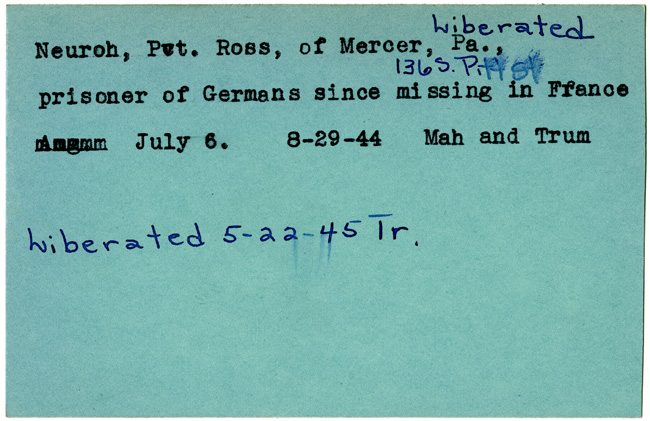 Liberated
Neuroh, Pvt. Ross, of Mercer, Pa.,
136 S. Pitt St
prisoner of Germans since missing in France
July 6. 8-29-44 Mah and Trum
Liberated 5-22-45 Tr.